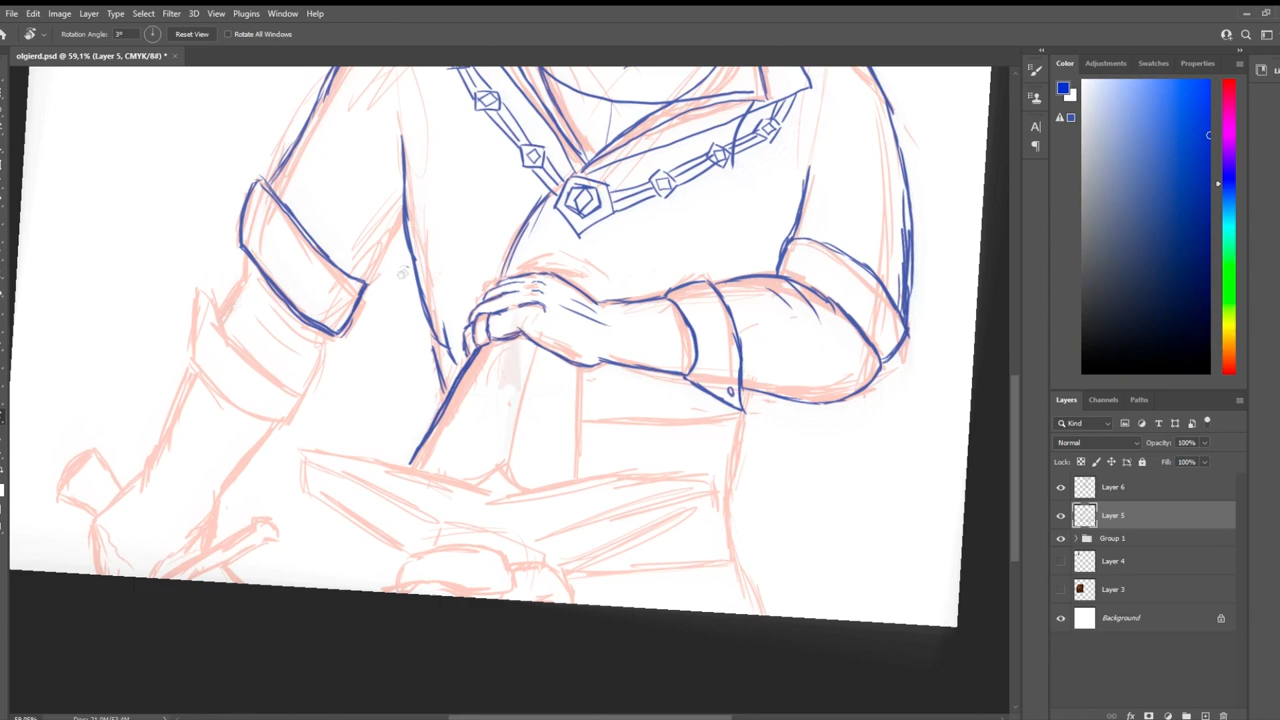 File Edit Image Layer Type Select Filter 3D View Plugins Window Help
Rotation Angle: 3° Reset View Rotate All Windows
olgierd.psd @ 59,1% (Layer 5, CMYK/8#) * ×
Color Adjustments Swatches Properties
Layers Channels Paths
Kind
Normal Opacity: 100%
Lock: Fill: 100%
Layer 6
Layer 5
Group 1
Layer 4
Layer 3
Background